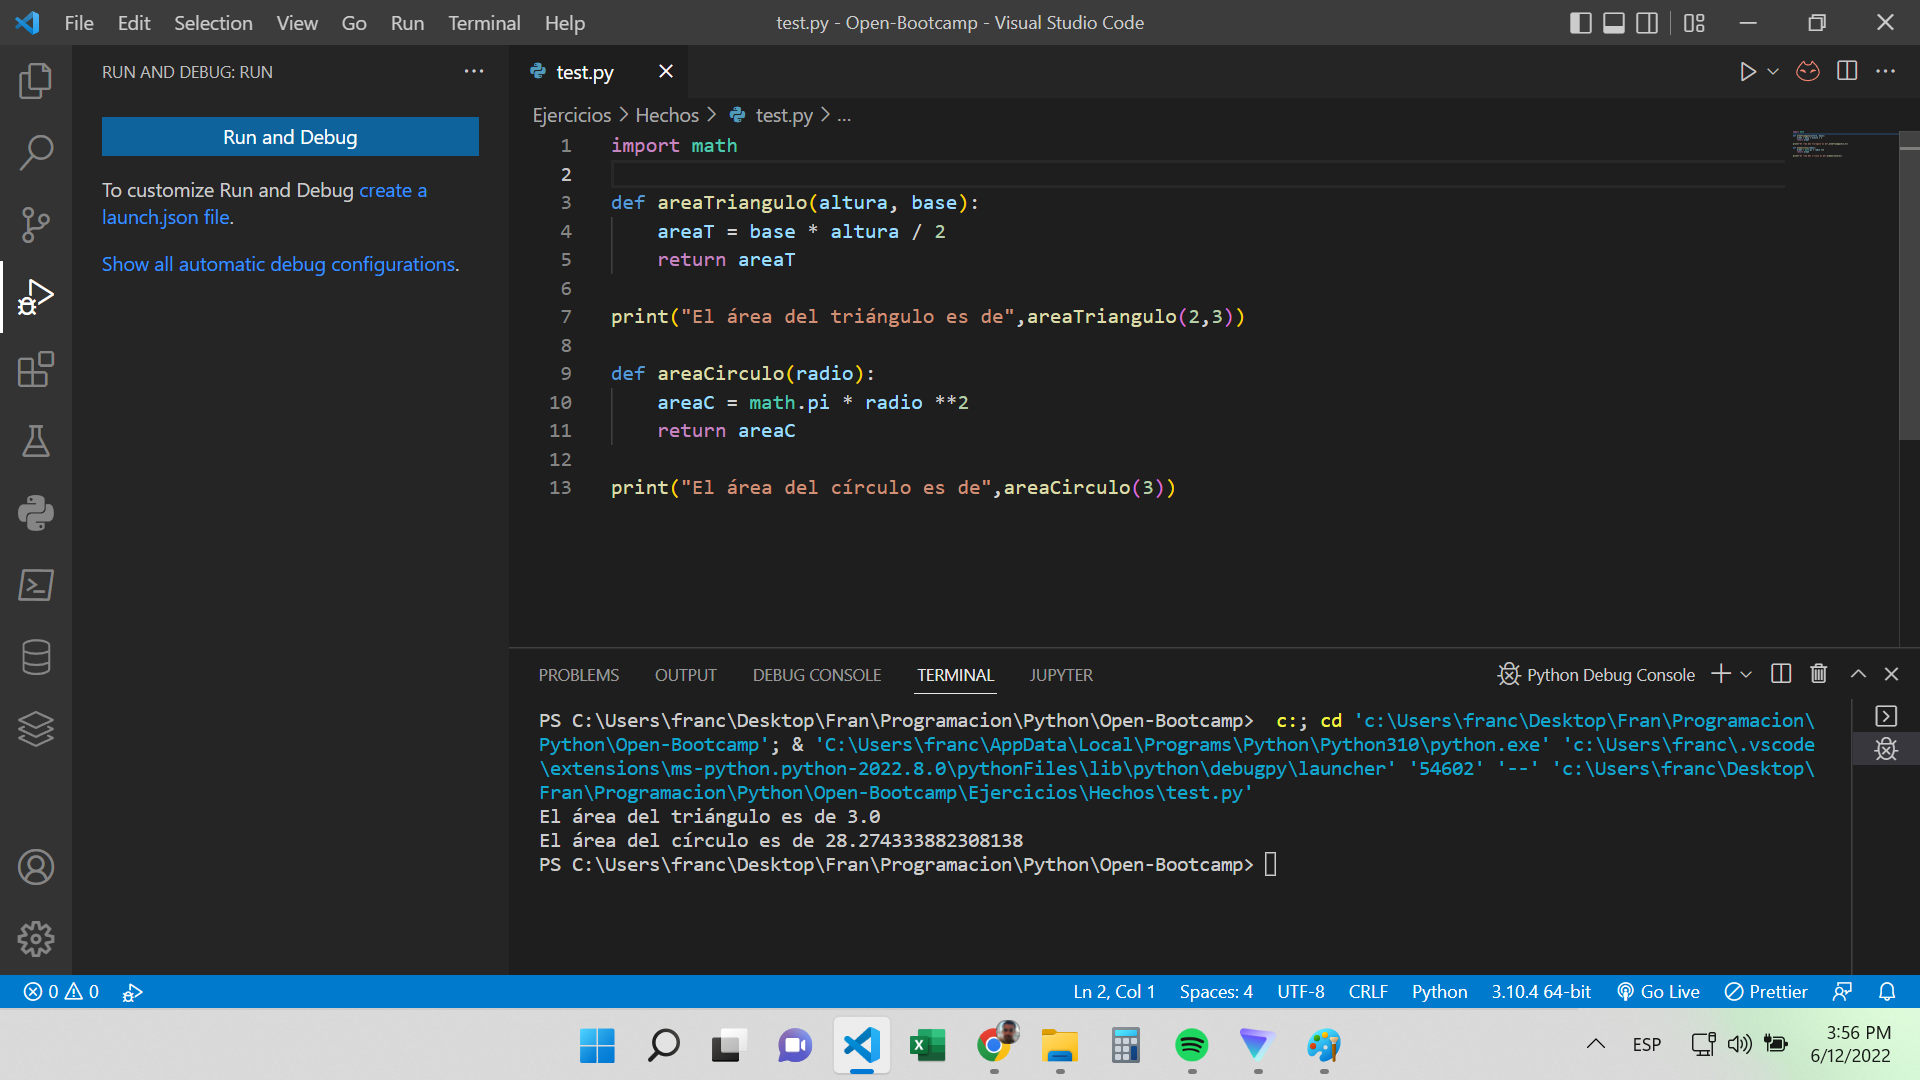 File Edit Selection View Go Run Terminal Help test.py - Open-Bootcamp - Visual Studio Code
RUN AND DEBUG: RUN
Run and Debug
To customize Run and Debug create a
launch.json file.
Show all automatic debug configurations.
test.py
Ejercicios > Hechos > test.py > ...
1 import math
2
3 def areaTriangulo(altura, base):
4 areaT = base * altura / 2
5 return areaT
6
7 print("El área del triángulo es de",areaTriangulo(2,3))
8
9 def areaCirculo(radio):
10 areaC = math.pi * radio **2
11 return areaC
12
13 print("El área del círculo es de",areaCirculo(3))
PROBLEMS OUTPUT DEBUG CONSOLE TERMINAL JUPYTER Python Debug Console
PS C:\Users\franc\Desktop\Fran\Programacion\Python\Open-Bootcamp>  c:; cd 'c:\Users\franc\Desktop\Fran\Programacion\
Python\Open-Bootcamp'; & 'C:\Users\franc\AppData\Local\Programs\Python\Python310\python.exe' 'c:\Users\franc\.vscode
\extensions\ms-python.python-2022.8.0\pythonFiles\lib\python\debugpy\launcher' '54602' '--' 'c:\Users\franc\Desktop\
Fran\Programacion\Python\Open-Bootcamp\Ejercicios\Hechos\test.py'
El área del triángulo es de 3.0
El área del círculo es de 28.274333882308138
PS C:\Users\franc\Desktop\Fran\Programacion\Python\Open-Bootcamp>
0 0 Ln 2, Col 1 Spaces: 4 UTF-8 CRLF Python 3.10.4 64-bit Go Live Prettier
ESP 3:56 PM
6/12/2022